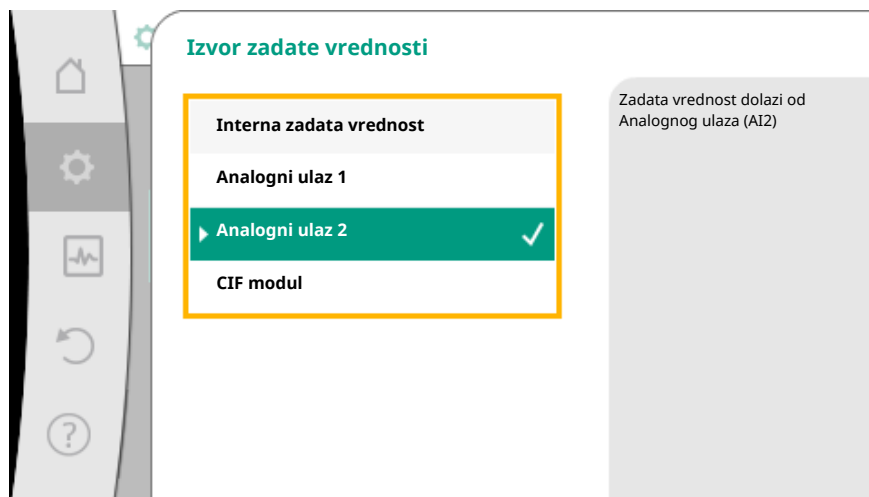 Izvor zadate vrednosti
Interna zadata vrednost
Analogni ulaz 1
Analogni ulaz 2
CIF modul
Zadata vrednost dolazi od
Analognog ulaza (AI2)
?